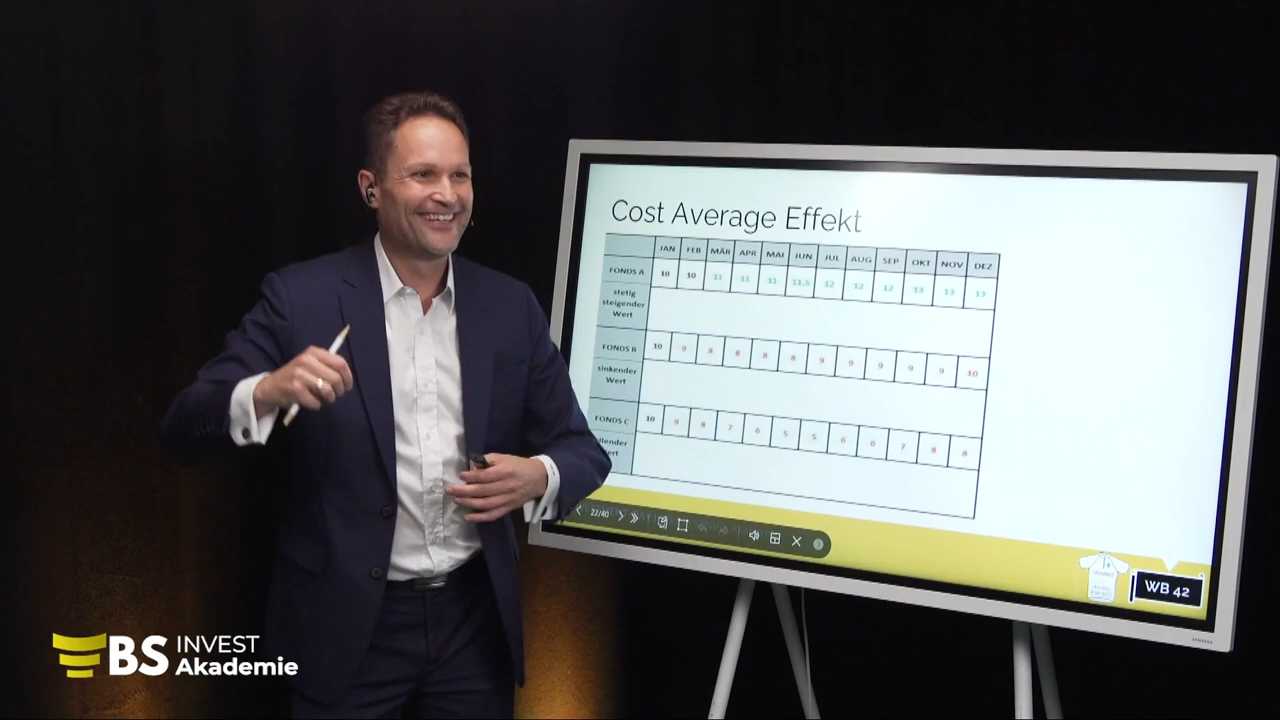 Cost Average Effekt
JAN FEB MÄR APR MAI JUN JUL AUG SEP OKT NOV DEZ
FONDS A 10 10 11 11 11 11,5 12 12 12 13 13 13
stetig
steigender
Wert
FONDS B 10 9 8 8 8 8 9 9 9 9 9 10
sinkender
Wert
FONDS C 10 9 8 7 6 5 5 6 6 7 8 8
22/40
WB 42
SAMSUNG
BS INVEST
Akademie